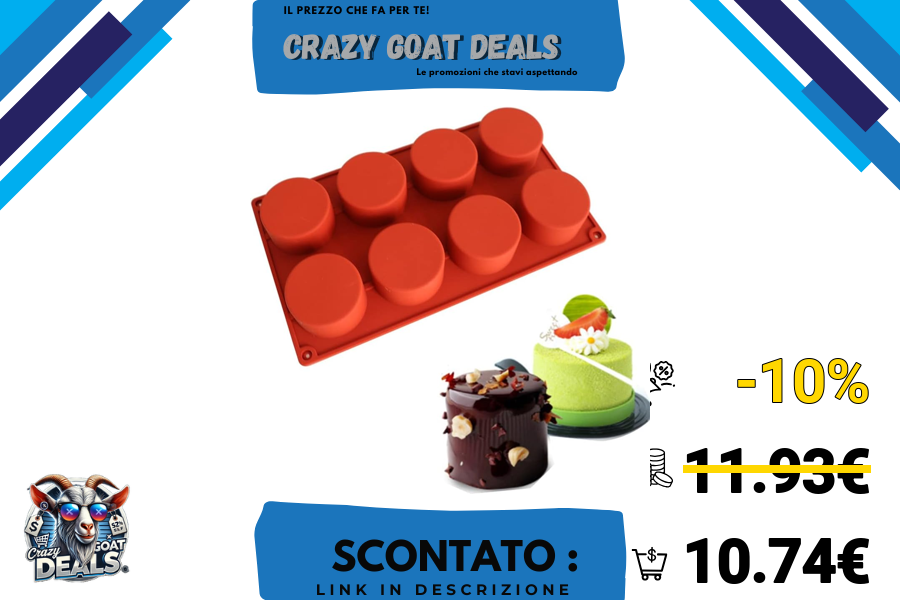 IL PREZZO CHE FA PER TE!
CRAZY GOAT DEALS
Le promozioni che stavi aspettando
-10%
11.93€
SCONTATO :
10.74€
LINK IN DESCRIZIONE
$
Crazy GOAT
DEALS